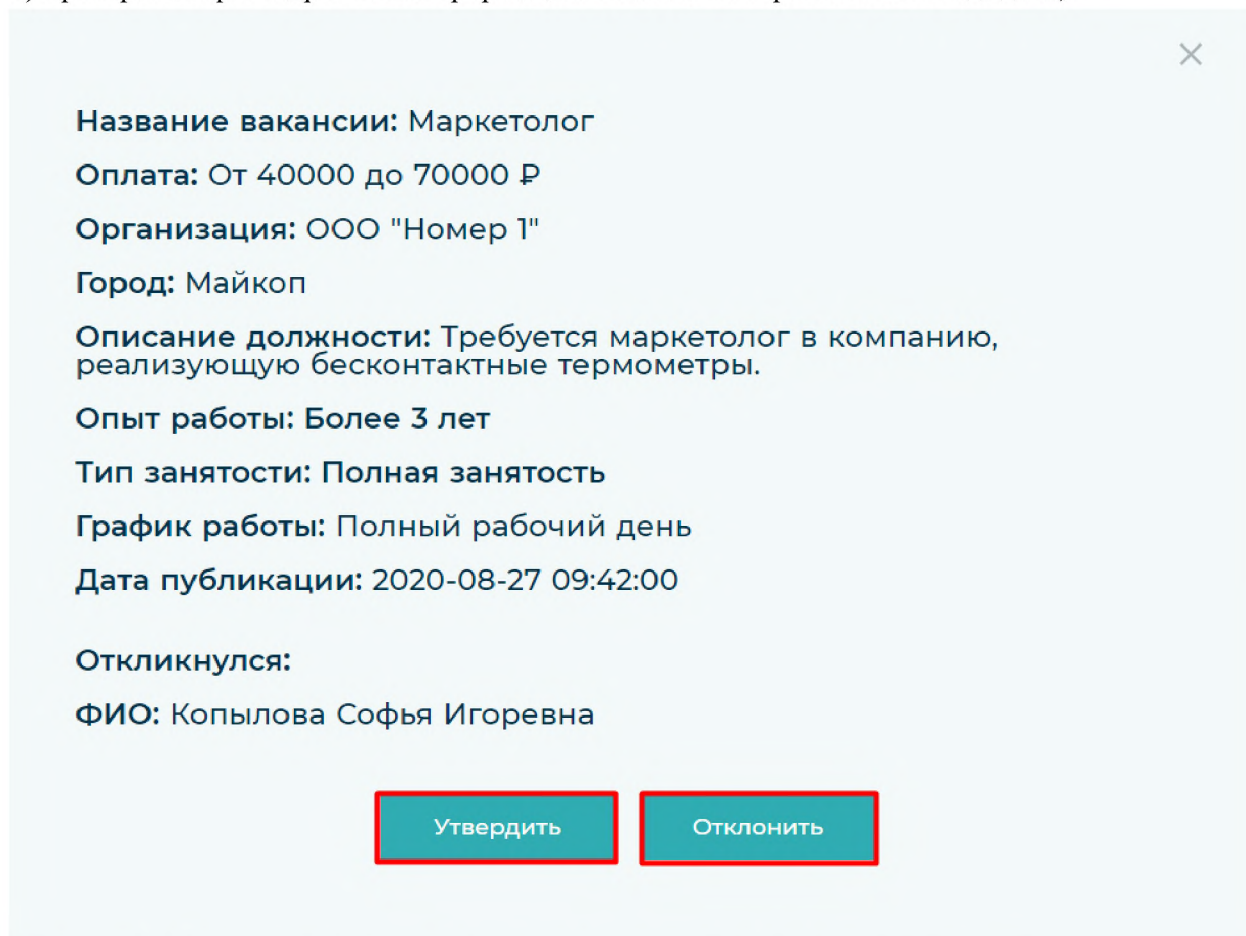 Название вакансии: Маркетолог
Оплата: От 40000 до 70000 ₽
Организация: ООО "Номер 1"
Город: Майкоп
Описание должности: Требуется маркетолог в компанию,
реализующую бесконтактные термометры.
Опыт работы: Более 3 лет
Тип занятости: Полная занятость
График работы: Полный рабочий день
Дата публикации: 2020-08-27 09:42:00
Откликнулся:
ФИО: Копылова Софья Игоревна
Утвердить Отклонить